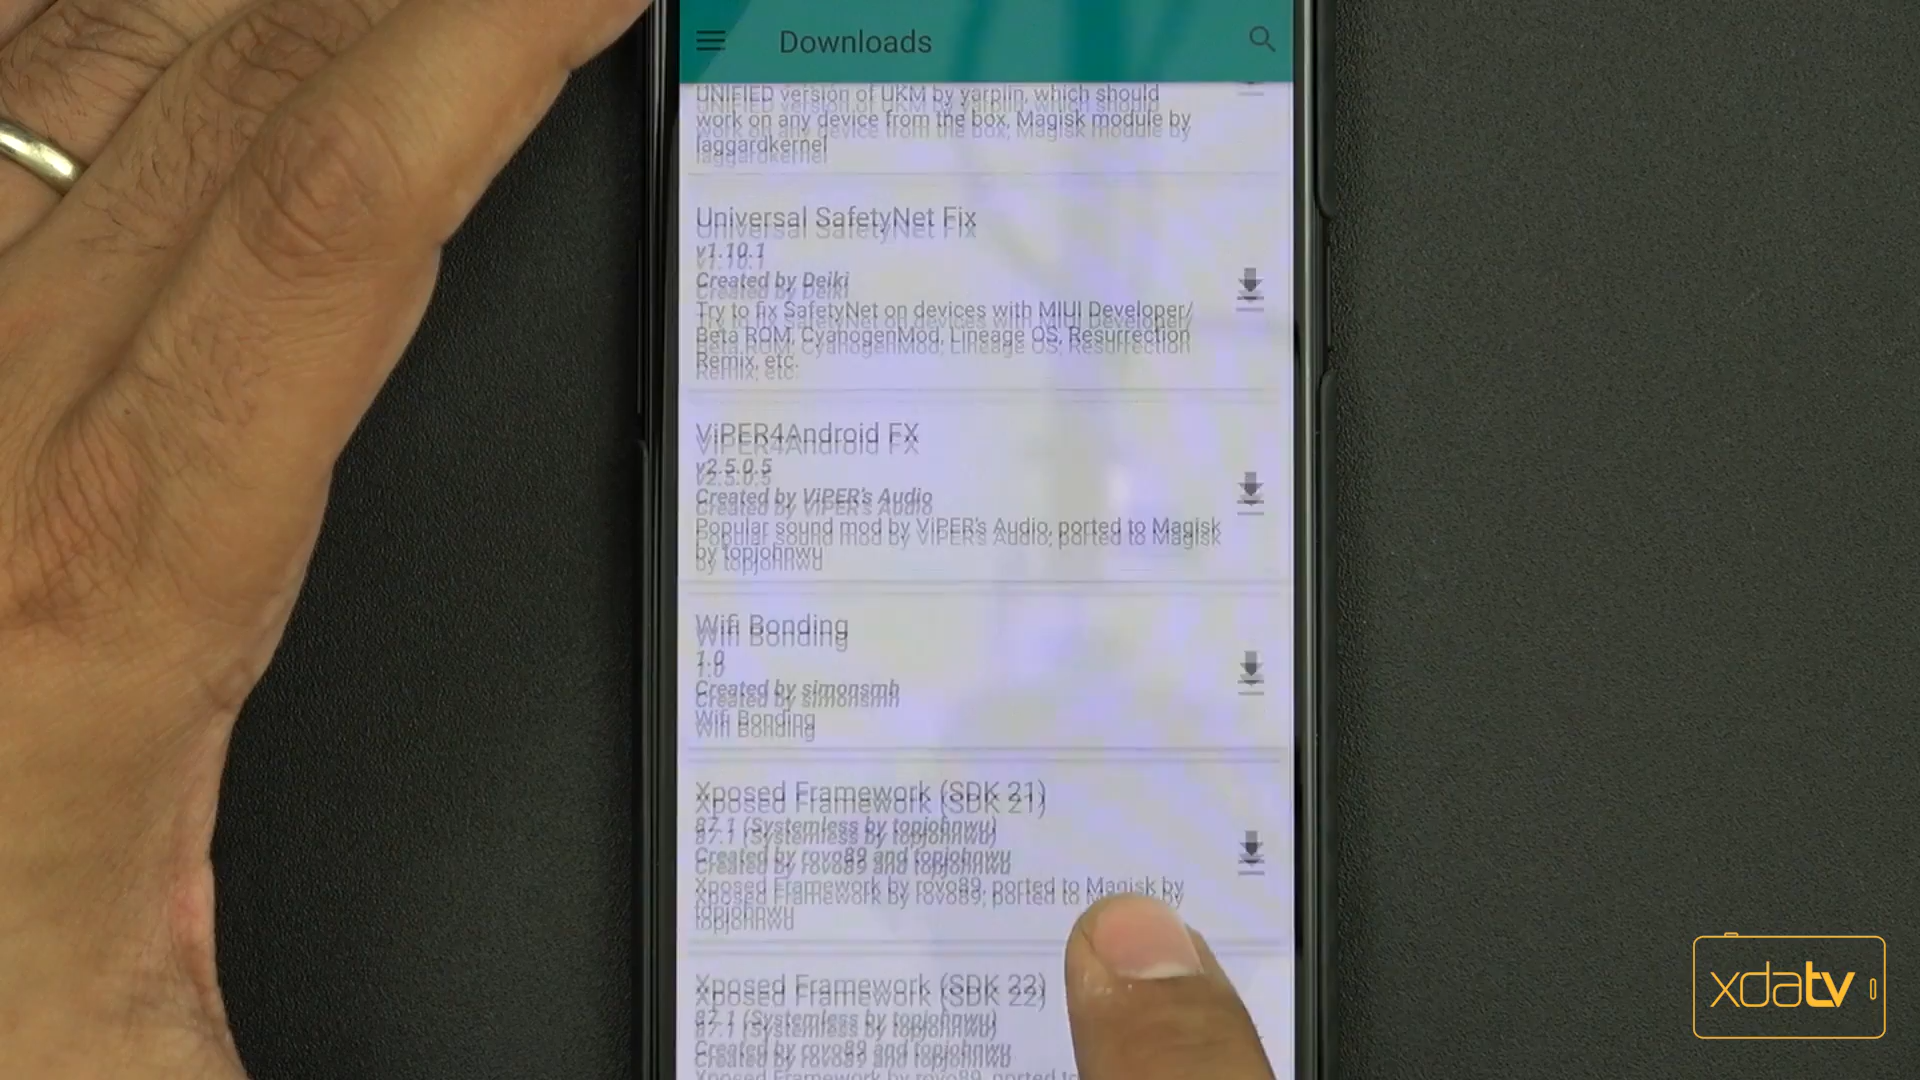 Downloads
UNIFIED version of UKM by yarpiin, which should
work on any device from the box, Magisk module by
laggardkernel
Universal SafetyNet Fix
v1.10.1
Created by Deiki
Try to fix SafetyNet on devices with MIUI Developer/
Beta ROM, CyanogenMod, Lineage OS, Resurrection
Remix, etc.
ViPER4Android FX
v2.5.0.5
Created by ViPER's Audio
Popular sound mod by ViPER's Audio, ported to Magisk
by topjohnwu
Wifi Bonding
1.0
Created by simonsmh
Wifi Bonding
Xposed Framework (SDK 21)
87.1 (Systemless by topjohnwu)
Created by rovo89 and topjohnwu
Xposed Framework by rovo89, ported to Magisk by
topjohnwu
Xposed Framework (SDK 22)
87.1 (Systemless by topjohnwu)
Created by rovo89 and topjohnwu
Xposed Framework by rovo89, ported to
xdatv